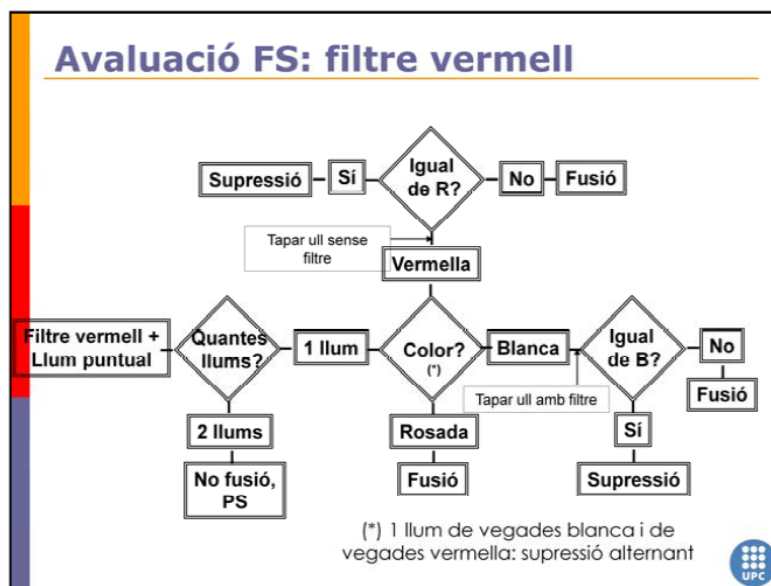 Avaluació FS: filtre vermell
Igual
de R?
Supressió
Sí
No
Fusió
Tapar ull sense
filtre
Vermella
Filtre vermell +
Llum puntual
Quantes
llums?
1 llum
Color?
(*)
Blanca
Igual
de B?
No
Fusió
Tapar ull amb filtre
2 llums
Rosada
Sí
No fusió,
PS
Fusió
Supressió
(*) 1 llum de vegades blanca i de
vegades vermella: supressió alternant
UPC